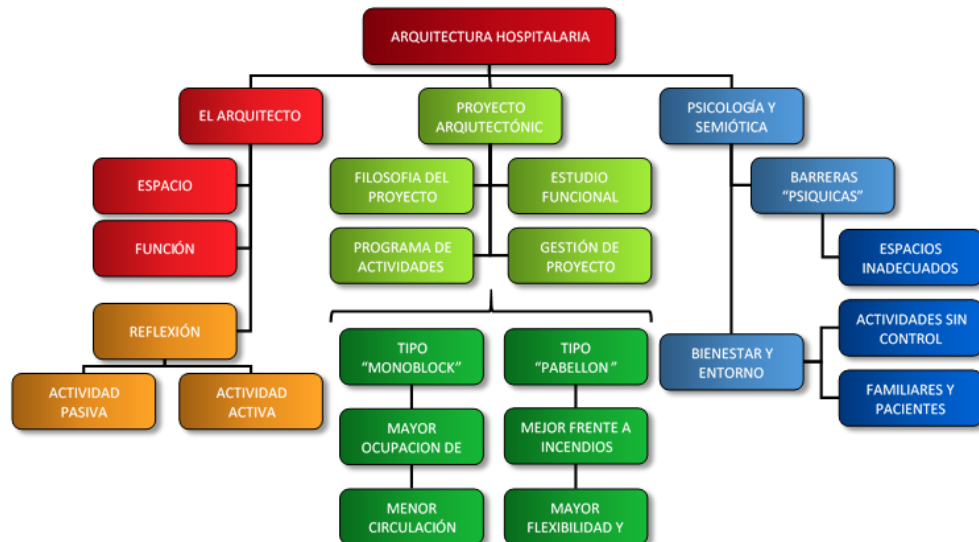 ARQUITECTURA HOSPITALARIA
EL ARQUITECTO
ESPACIO
FUNCIÓN
REFLEXIÓN
ACTIVIDAD
PASIVA
ACTIVIDAD
ACTIVA
PROYECTO
ARQIUTECTÓNIC
FILOSOFIA DEL
PROYECTO
ESTUDIO
FUNCIONAL
PROGRAMA DE
ACTIVIDADES
GESTIÓN DE
PROYECTO
TIPO
"MONOBLOCK"
MAYOR
OCUPACION DE
MENOR
CIRCULACIÓN
TIPO
"PABELLON"
MEJOR FRENTE A
INCENDIOS
MAYOR
FLEXIBILIDAD Y
PSICOLOGÍA Y
SEMIÓTICA
BARRERAS
"PSIQUICAS"
ESPACIOS
INADECUADOS
BIENESTAR Y
ENTORNO
ACTIVIDADES SIN
CONTROL
FAMILIARES Y
PACIENTES